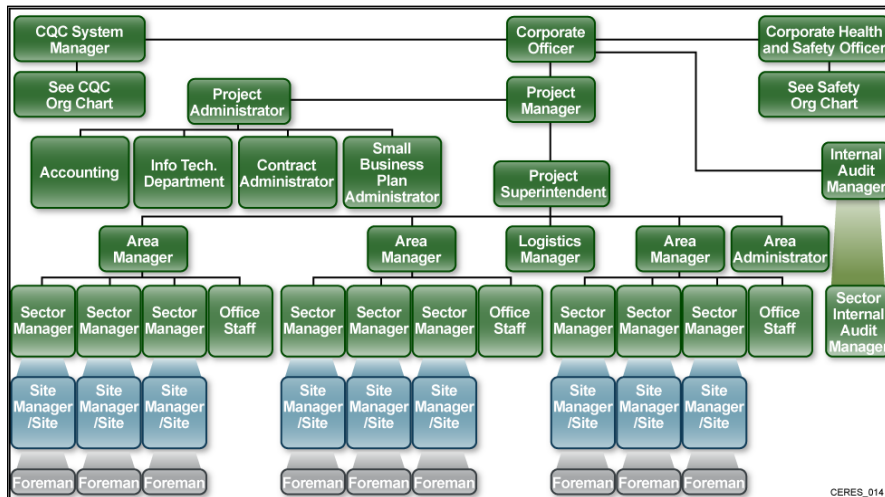 CQC System
Manager
Corporate
Officer
Corporate Health
and Safety Officer
See CQC
Org Chart
Project
Administrator
Project
Manager
See Safety
Org Chart
Accounting
Info Tech.
Department
Contract
Administrator
Small
Business
Plan
Administrator
Project
Superintendent
Internal
Audit
Manager
Area
Manager
Area
Manager
Logistics
Manager
Area
Manager
Area
Administrator
Sector
Manager
Sector
Manager
Sector
Manager
Office
Staff
Sector
Manager
Sector
Manager
Sector
Manager
Office
Staff
Sector
Manager
Sector
Manager
Sector
Manager
Office
Staff
Sector
Internal
Audit
Manager
Site
Manager
/Site
Site
Manager
/Site
Site
Manager
/Site
Site
Manager
/Site
Site
Manager
/Site
Site
Manager
/Site
Site
Manager
/Site
Site
Manager
/Site
Site
Manager
/Site
Foreman
Foreman
Foreman
Foreman
Foreman
Foreman
Foreman
Foreman
Foreman
CERES_014